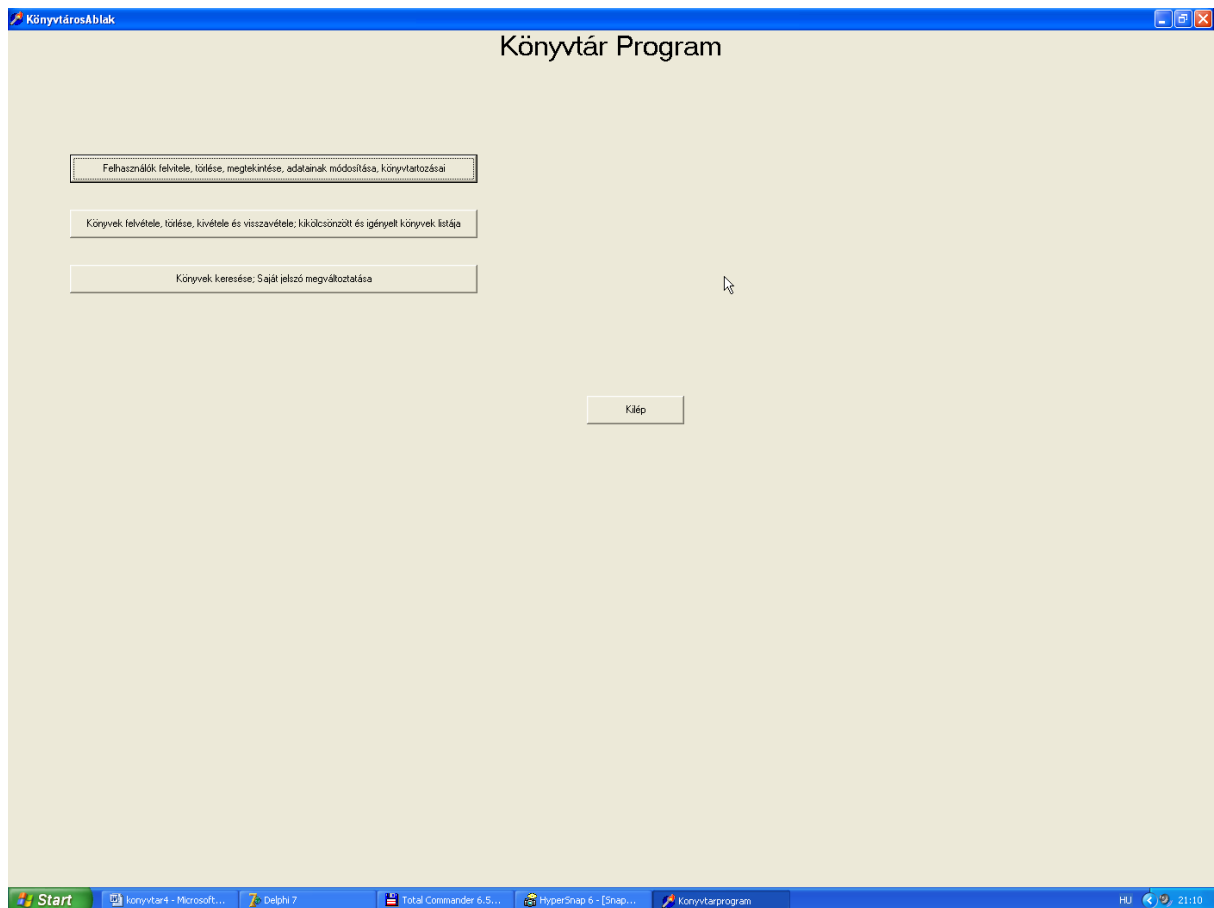 KönyvtárosAblak
Könyvtár Program
Felhasználók felvitele, törlése, megtekintése, adatainak módosítása, könyvtartozásai
Könyvek felvétele, törlése, kivétele és visszavétele; kikölcsönzött és igényelt könyvek listája
Könyvek keresése; Saját jelszó megváltoztatása
Kilép
Start konyvtar4 - Microsoft... Delphi 7 Total Commander 6.5... HyperSnap 6 - [Snap... Konyvtarprogram HU 21:10